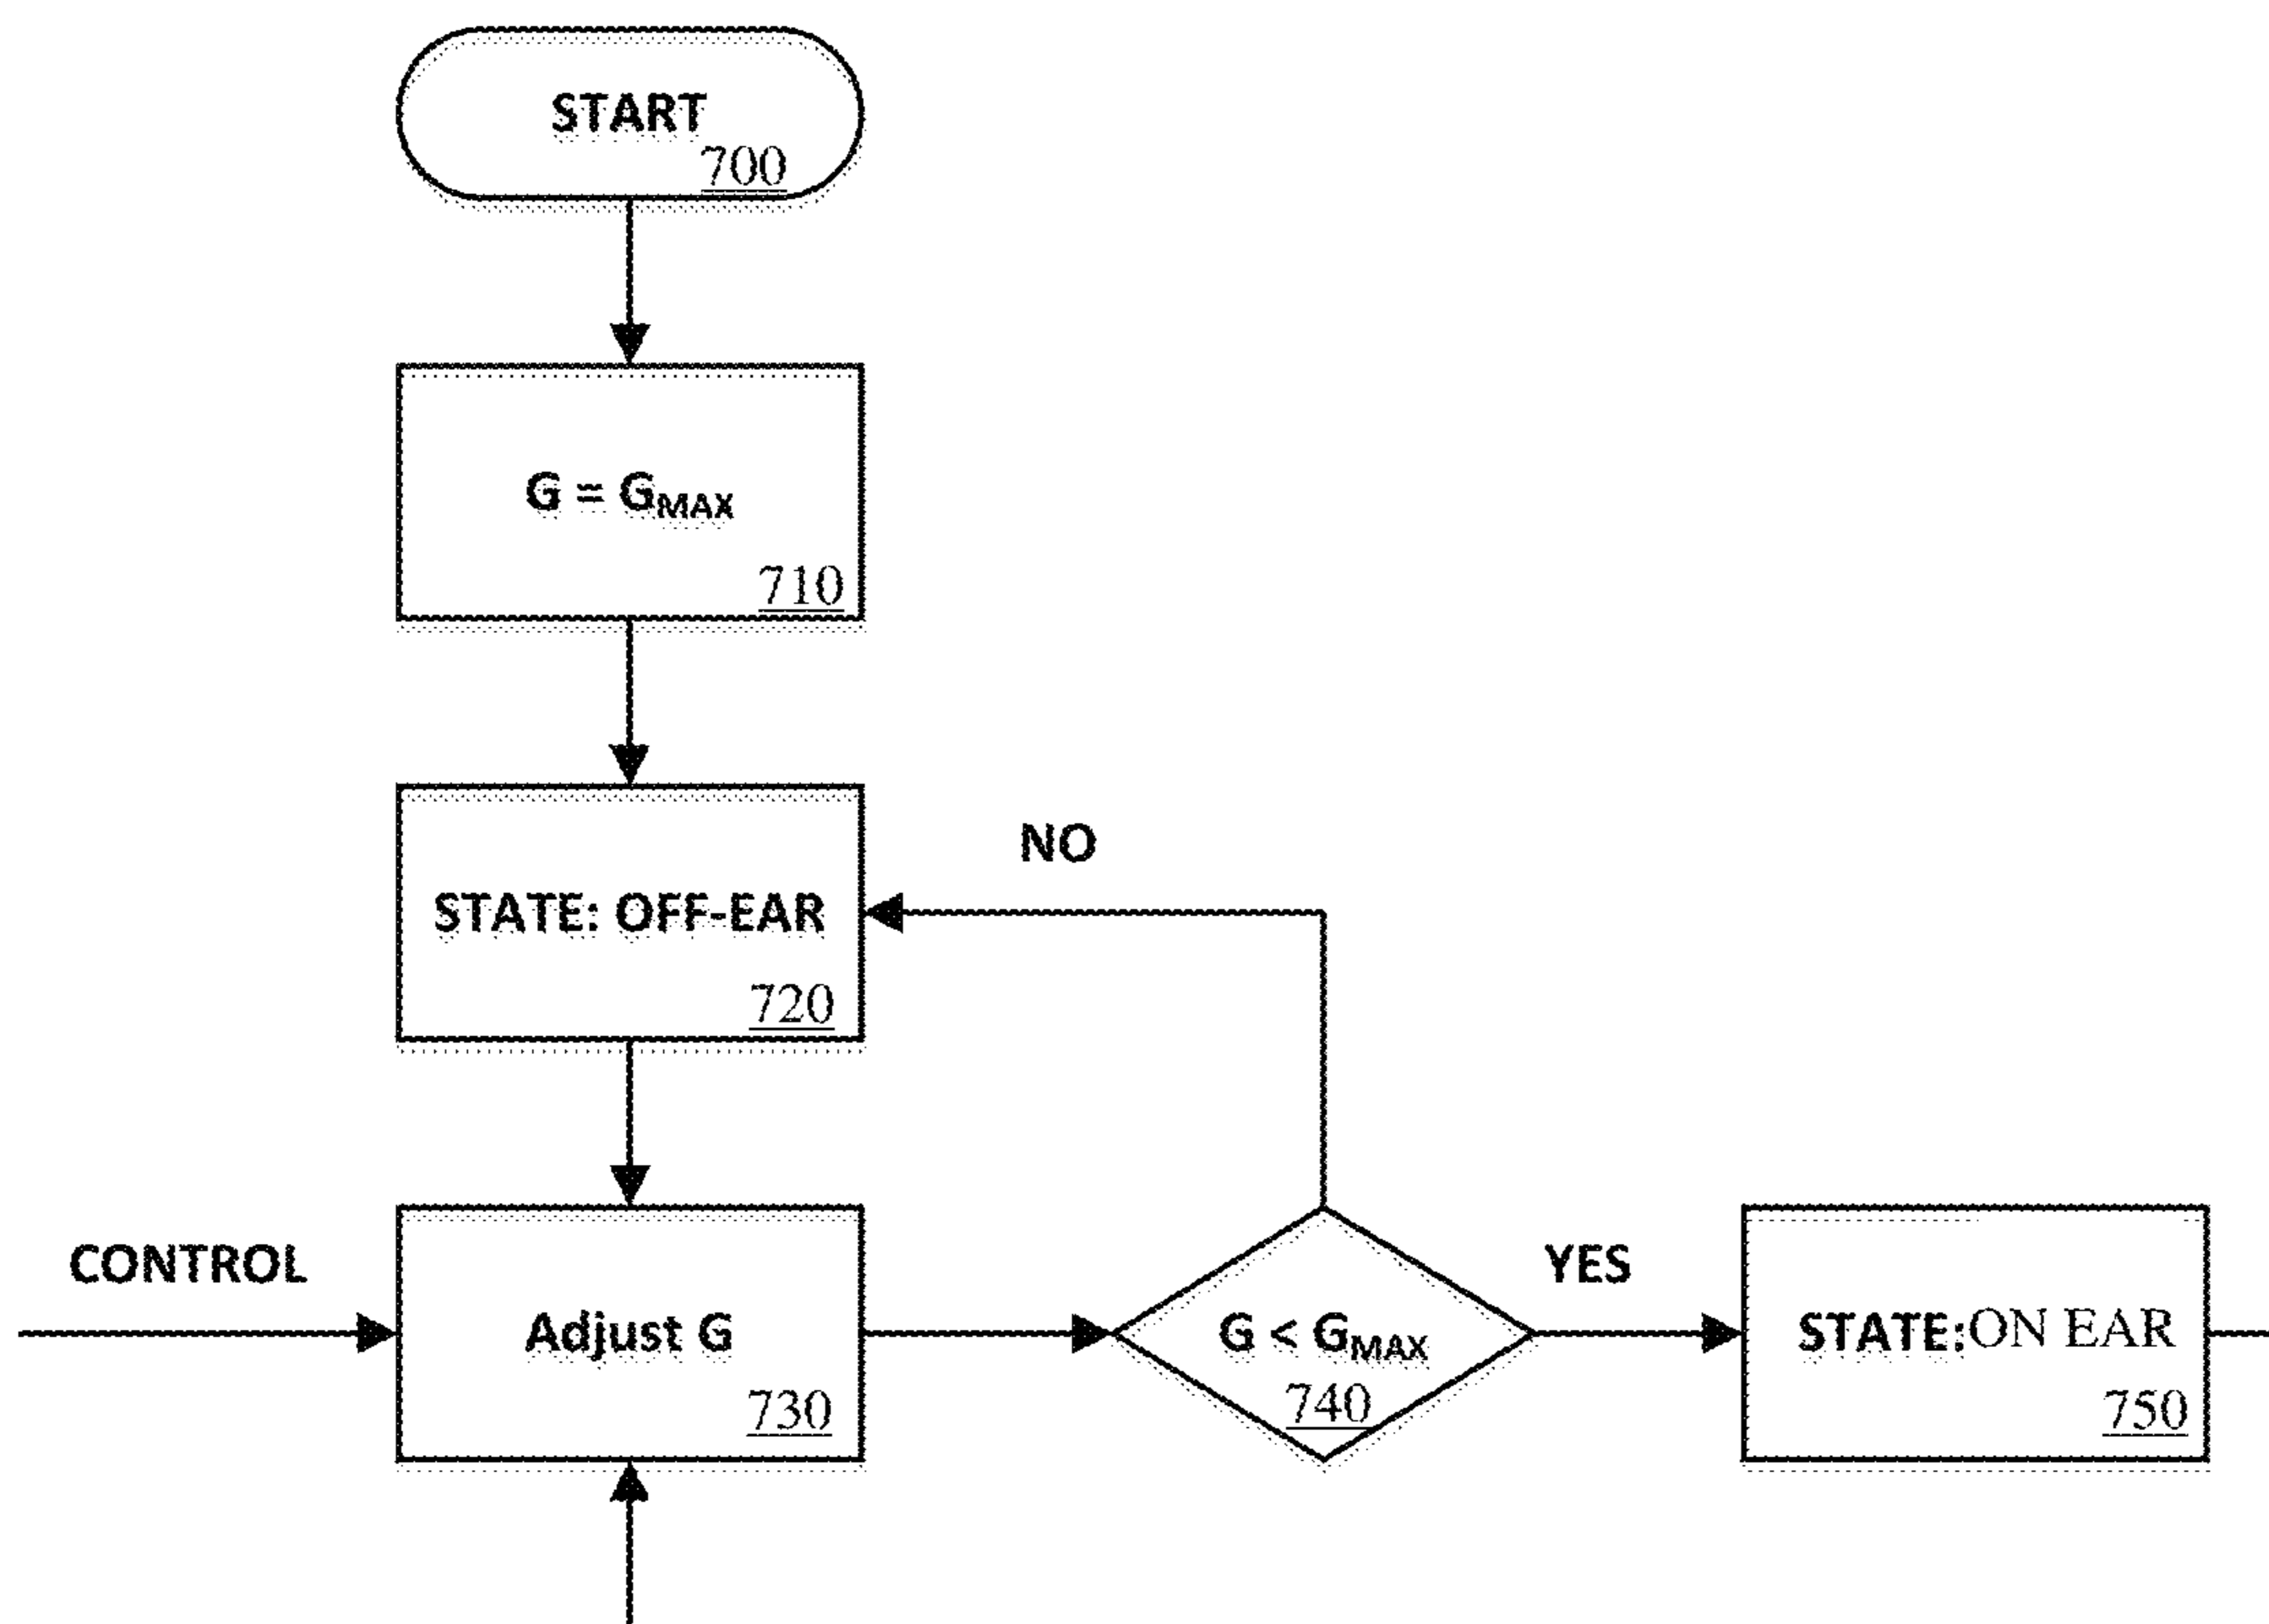 START
700
G = GMAX
710
NO
STATE: OFF-EAR
720
CONTROL
Adjust G
730
G < GMAX
740
YES
STATE:ON EAR
750